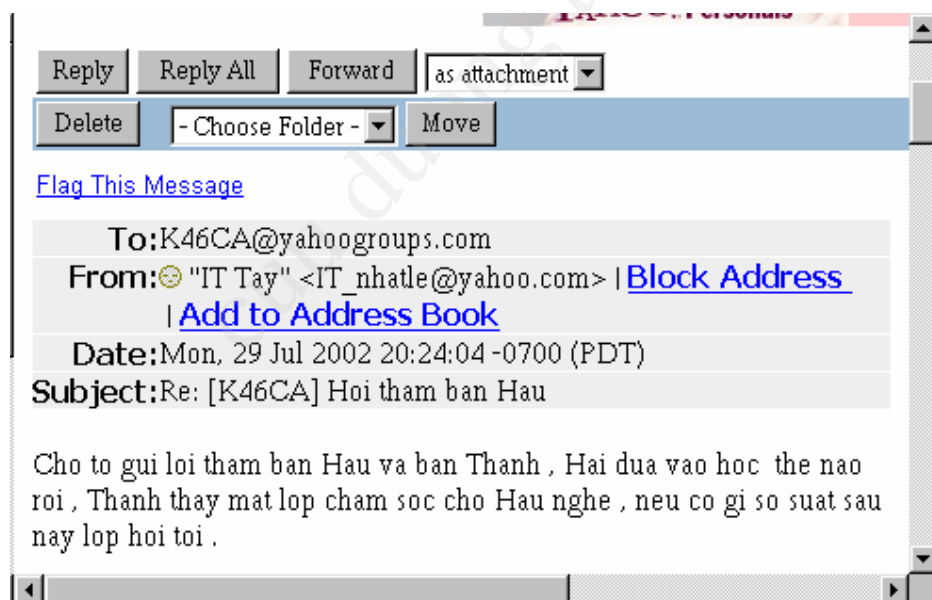 YAHOO! Personals
Reply Reply All Forward as attachment
Delete - Choose Folder - Move
Flag This Message
To: K46CA@yahoogroups.com
From: "IT Tay" <IT_nhatle@yahoo.com> | Block Address
| Add to Address Book
Date: Mon, 29 Jul 2002 20:24:04 -0700 (PDT)
Subject: Re: [K46CA] Hoi tham ban Hau
Cho to gui loi tham ban Hau va ban Thanh , Hai dua vao hoc the nao
roi , Thanh thay mat lop cham soc cho Hau nghe , neu co gi so suat sau
nay lop hoi toi .